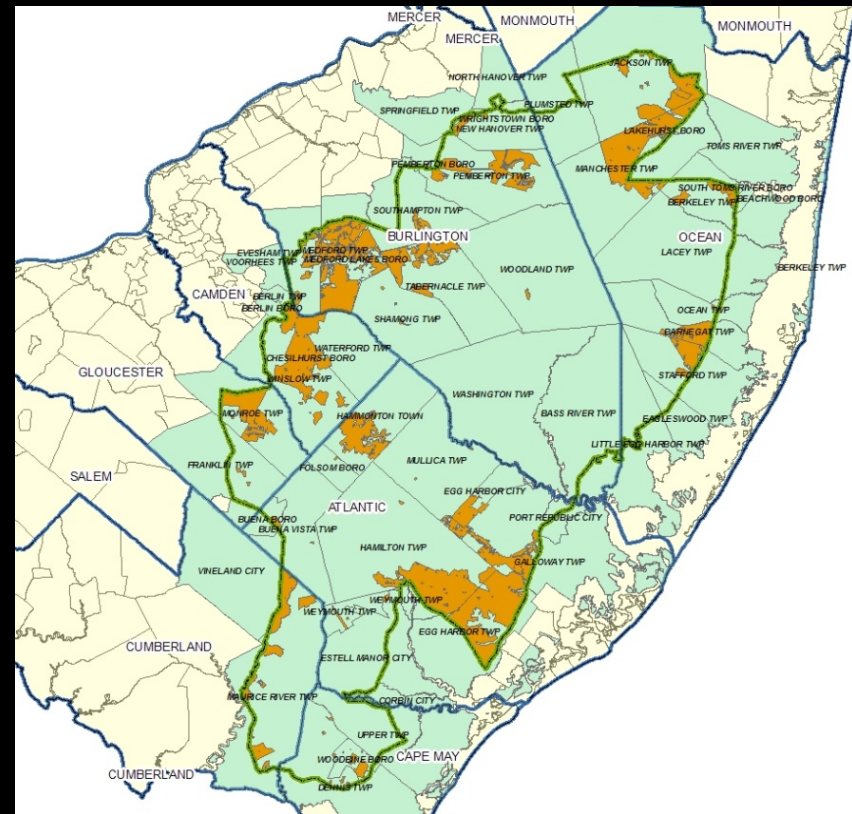 MERCER
MONMOUTH
MONMOUTH
MERCER
JACKSON TWP
NORTH HANOVER TWP
PLUMSTED TWP
SPRINGFIELD TWP
WRIGHTSTOWN BORO
NEW HANOVER TWP
LAKEHURST BORO
TOMS RIVER TWP
PEMBERTON BORO
PEMBERTON TWP
MANCHESTER TWP
SOUTH TOMS RIVER BORO
BERKELEY TWP
BEACHWOOD BORO
SOUTHAMPTON TWP
BURLINGTON
OCEAN
EVESHAM TWP
MEDFORD TWP
VOORHEES TWP
MEDFORD LAKES BORO
LACEY TWP
WOODLAND TWP
BERKELEY TWP
CAMDEN
BERLIN TWP
TABERNACLE TWP
BERLIN BORO
SHAMONG TWP
OCEAN TWP
BARNEGAT TWP
WATERFORD TWP
CHESILHURST BORO
GLOUCESTER
WINSLOW TWP
STAFFORD TWP
WASHINGTON TWP
MONROE TWP
HAMMONTON TOWN
BASS RIVER TWP
EAGLESWOOD TWP
LITTLE EGG HARBOR TWP
MULLICA TWP
FRANKLIN TWP
FOLSOM BORO
SALEM
EGG HARBOR CITY
ATLANTIC
BUENA BORO
BUENA VISTA TWP
PORT REPUBLIC CITY
HAMILTON TWP
GALLOWAY TWP
VINELAND CITY
WEYMOUTH TWP
WEYMOUTH TWP
EGG HARBOR TWP
CUMBERLAND
ESTELL MANOR CITY
MAURICE RIVER TWP
CORBIN CITY
UPPER TWP
WOODBINE BORO
CAPE MAY
CUMBERLAND
DENNIS TWP